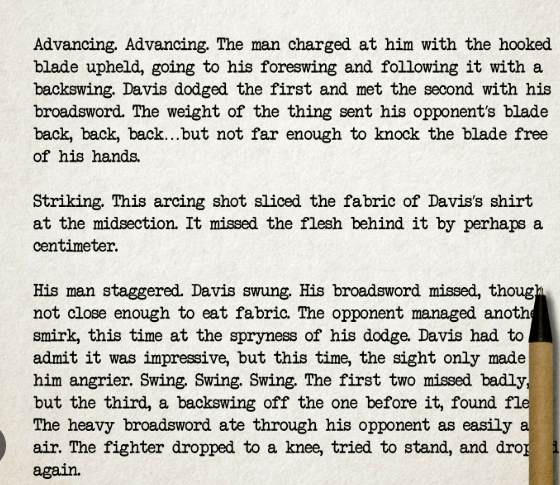 Advancing. Advancing. The man charged at him with the hooked
blade upheld, going to his foreswing and following it with a
backswing. Davis dodged the first and met the second with his
broadsword. The weight of the thing sent his opponent's blade
back, back, back...but not far enough to knock the blade free
of his hands.
Striking. This arcing shot sliced the fabric of Davis's shirt
at the midsection. It missed the flesh behind it by perhaps a
centimeter.
His man staggered. Davis swung. His broadsword missed, though
not close enough to eat fabric. The opponent managed
smirk, this time at the spryness of his dodge. Davis had to
admit it was impressive, but this time, the sight only made
him angrier. Swing. Swing. Swing. The first two missed badly,
but the third, a backswing off the one before it, found
The heavy broadsword ate through his opponent as easily
air. The fighter dropped to a knee, tried to stand, and
again.